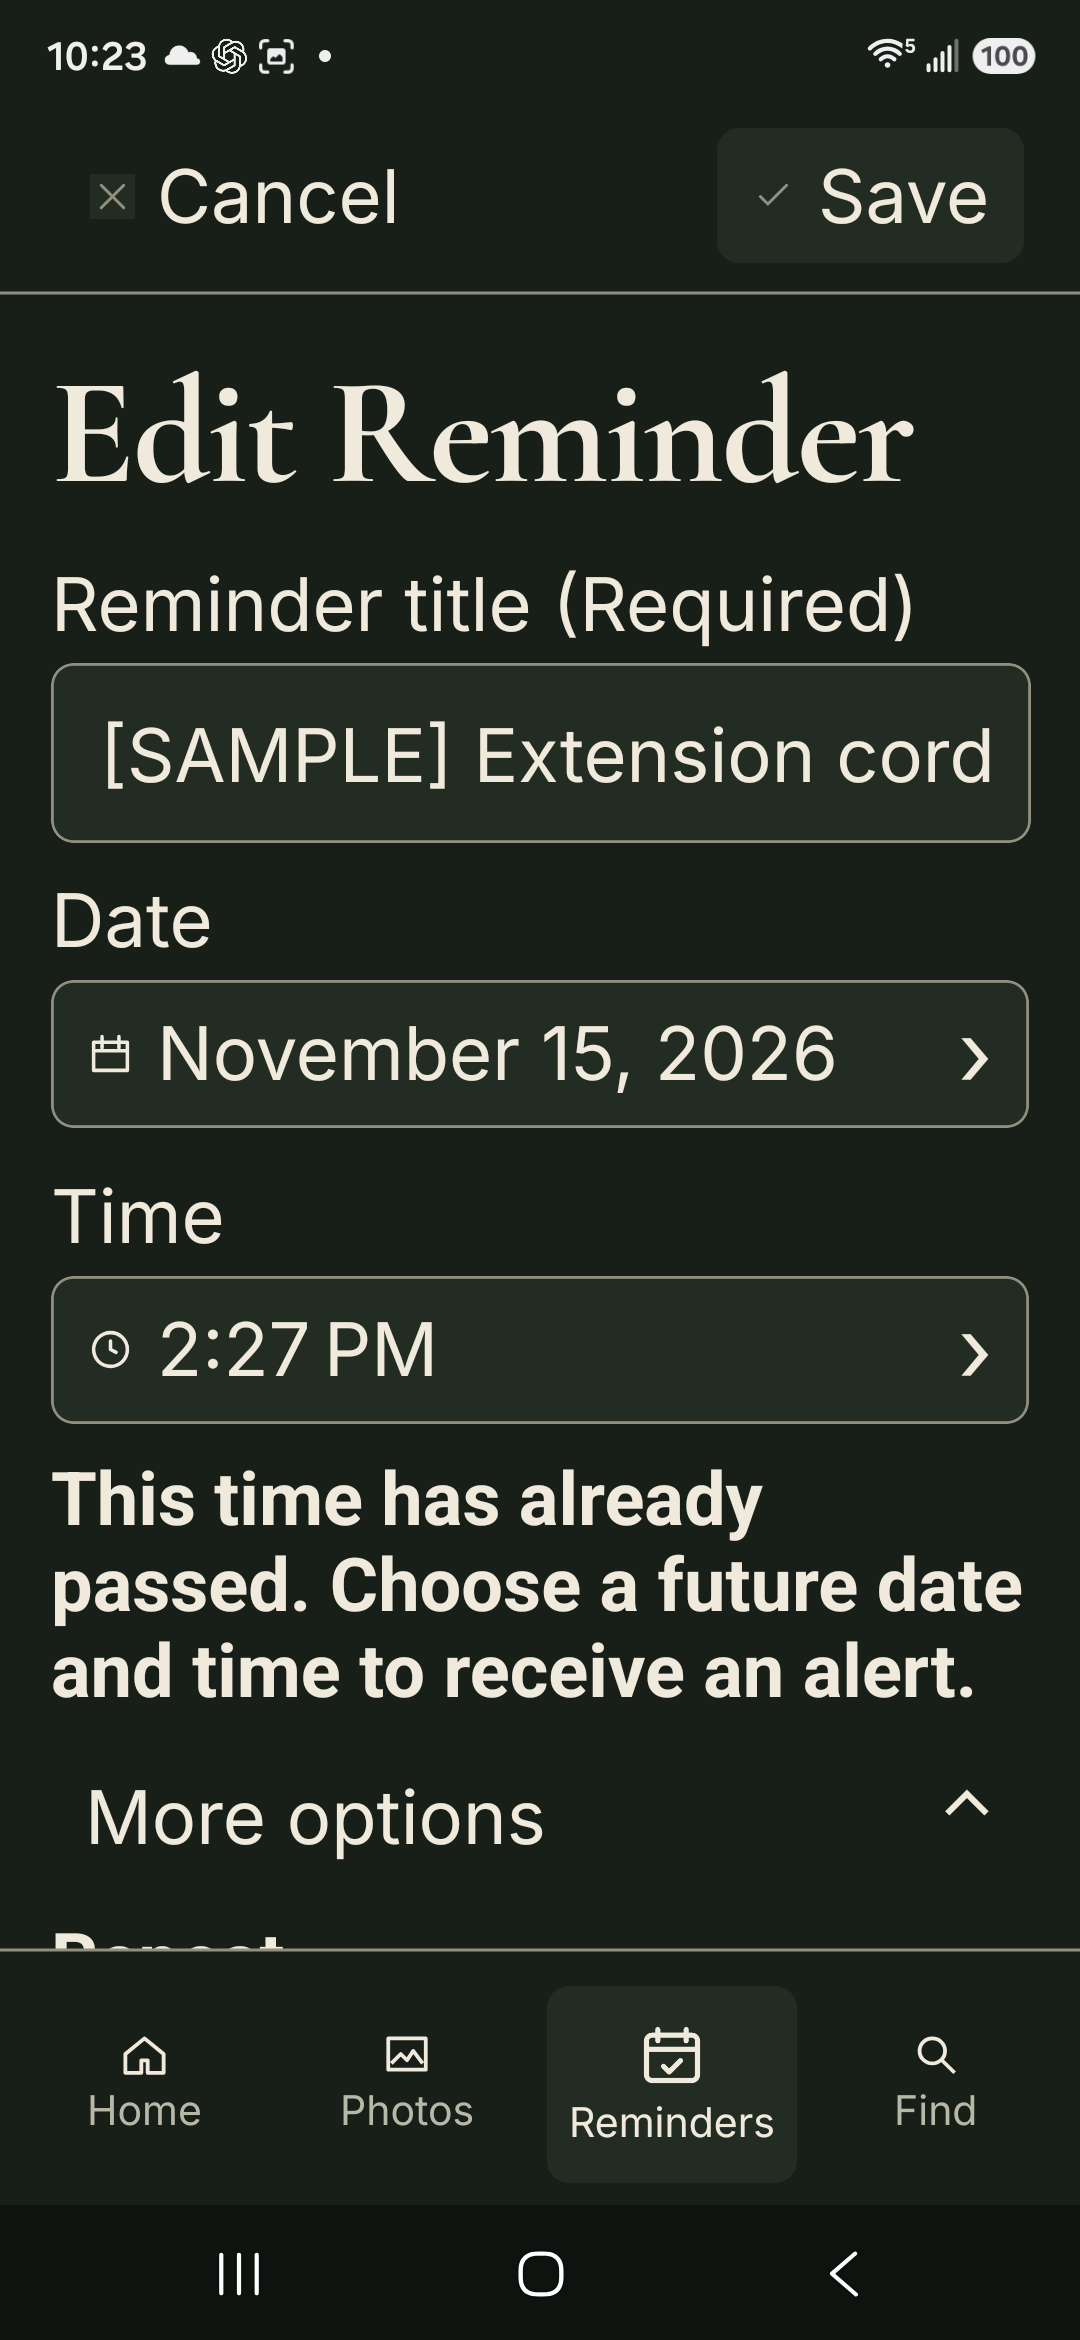 10:23
5
100
Cancel
Save
Edit Reminder
Reminder title (Required)
[SAMPLE] Extension cord
Date
November 15, 2026
Time
2:27 PM
This time has already
passed. Choose a future date
and time to receive an alert.
More options
Home
Photos
Reminders
Find